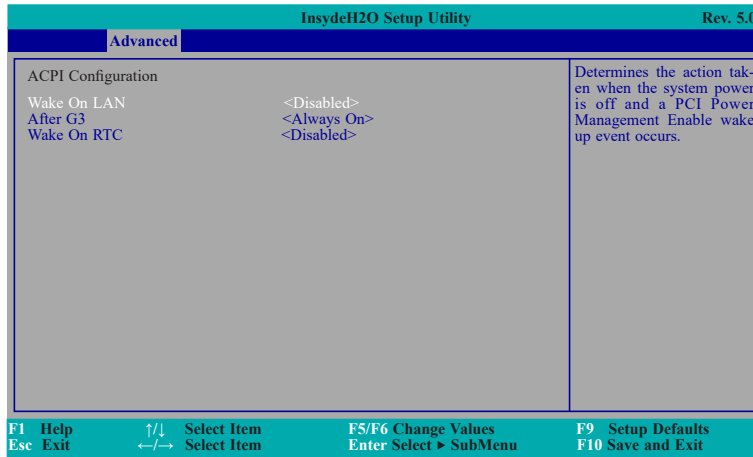 InsydeH2O Setup Utility Rev. 5.0
Advanced
ACPI Configuration
Wake On LAN <Disabled>
After G3 <Always On>
Wake On RTC <Disabled>
Determines the action tak-
en when the system power
is off and a PCI Power
Management Enable wake
up event occurs.
F1 Help ↑/↓ Select Item F5/F6 Change Values F9 Setup Defaults
Esc Exit ←/→ Select Item Enter Select ► SubMenu F10 Save and Exit